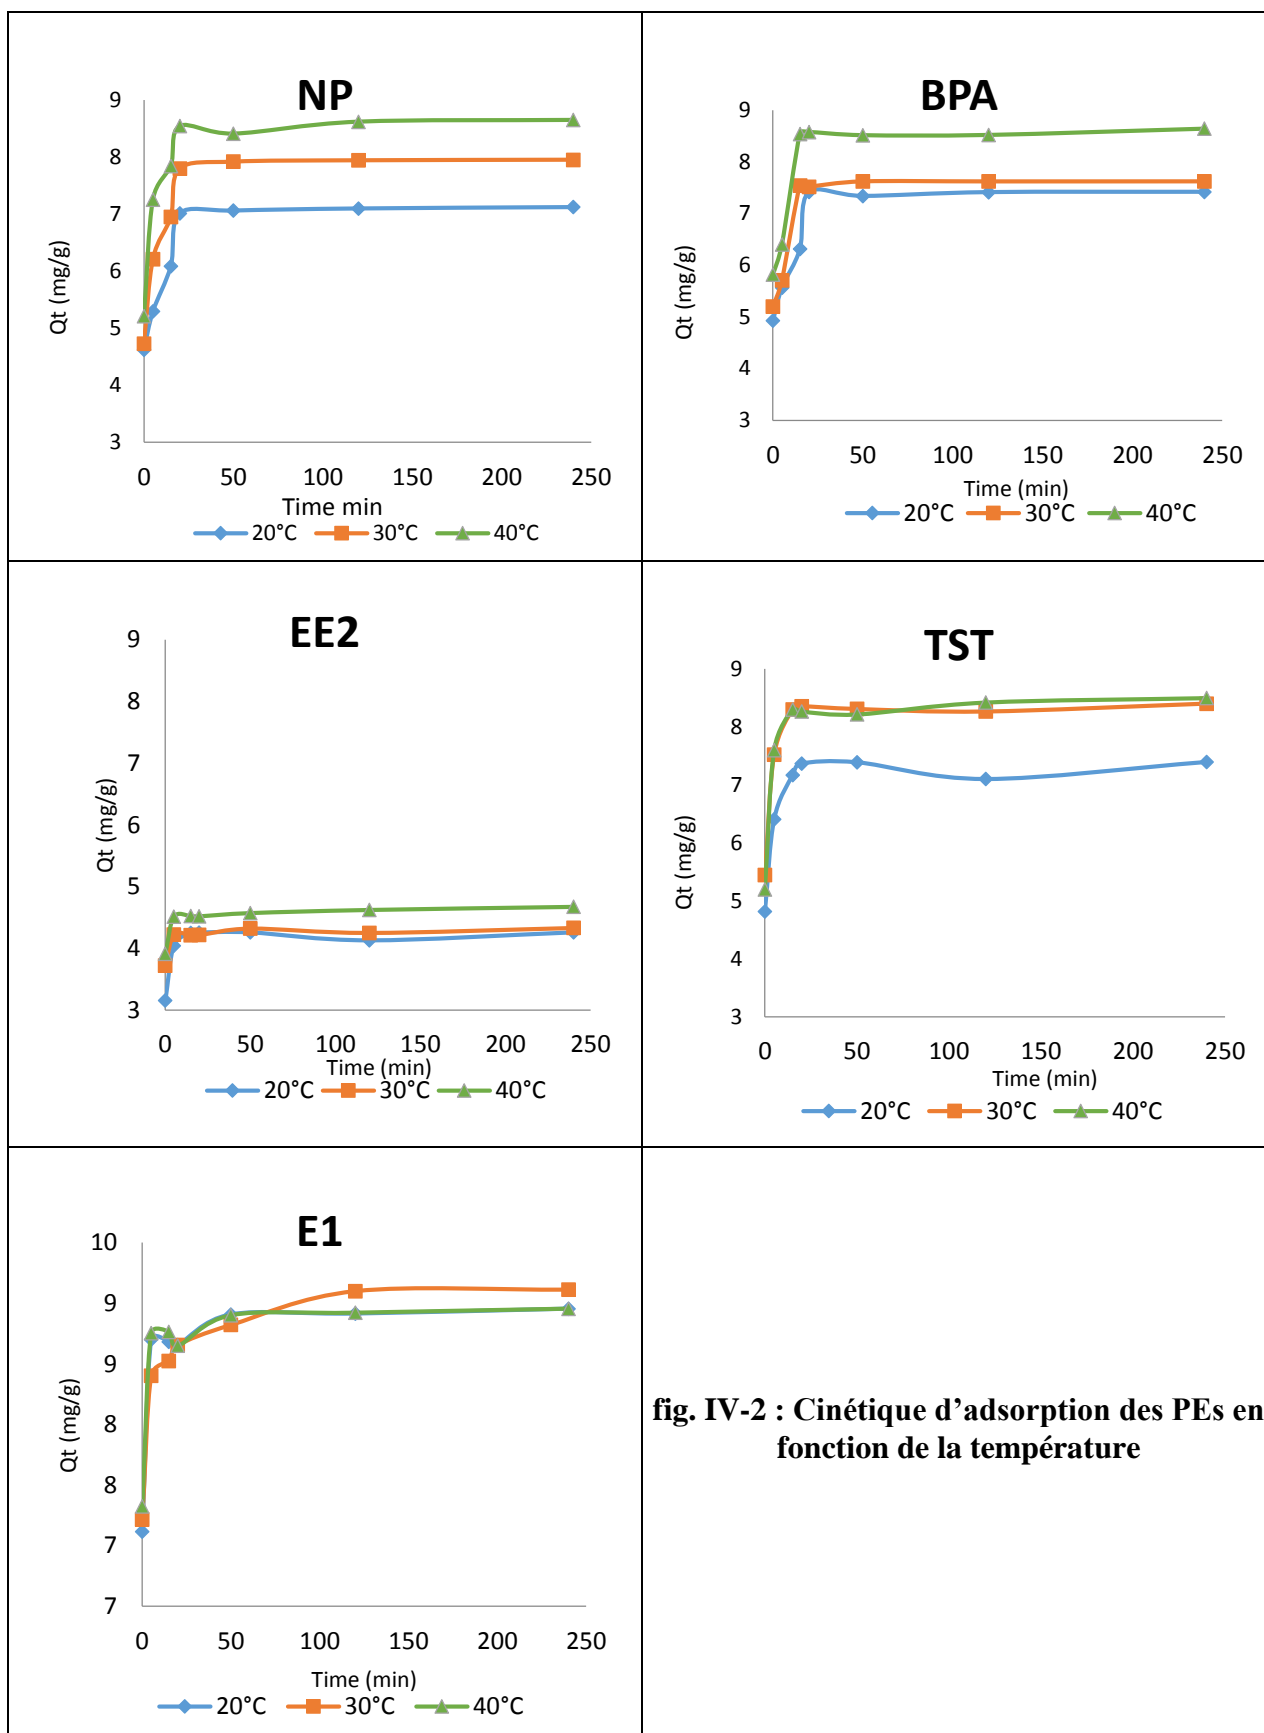 NP
9
8
7
6
5
4
3
Qt (mg/g)
0 50 100 150 200 250
Time min
20°C 30°C 40°C
BPA
9
8
7
6
5
4
3
Qt (mg/g)
0 50 100 150 200 250
Time (min)
20°C 30°C 40°C
EE2
9
8
7
6
5
4
3
Qt (mg/g)
0 50 100 150 200 250
Time (min)
20°C 30°C 40°C
TST
9
8
7
6
5
4
3
Qt (mg/g)
0 50 100 150 200 250
Time (min)
20°C 30°C 40°C
E1
10
9
9
8
8
7
7
Qt (mg/g)
0 50 100 150 200 250
Time (min)
20°C 30°C 40°C
fig. IV-2 : Cinétique d’adsorption des PEs en
fonction de la température